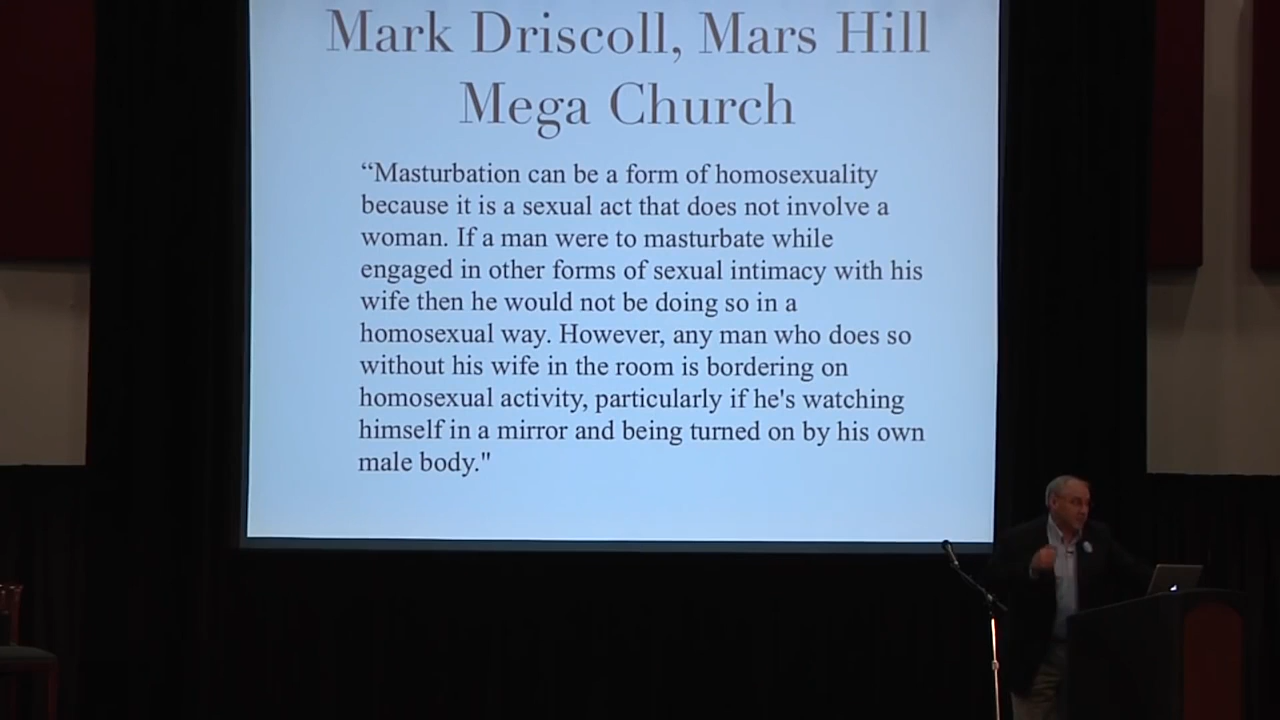 Mark Driscoll, Mars Hill
Mega Church
“Masturbation can be a form of homosexuality
because it is a sexual act that does not involve a
woman. If a man were to masturbate while
engaged in other forms of sexual intimacy with his
wife then he would not be doing so in a
homosexual way. However, any man who does so
without his wife in the room is bordering on
homosexual activity, particularly if he's watching
himself in a mirror and being turned on by his own
male body."